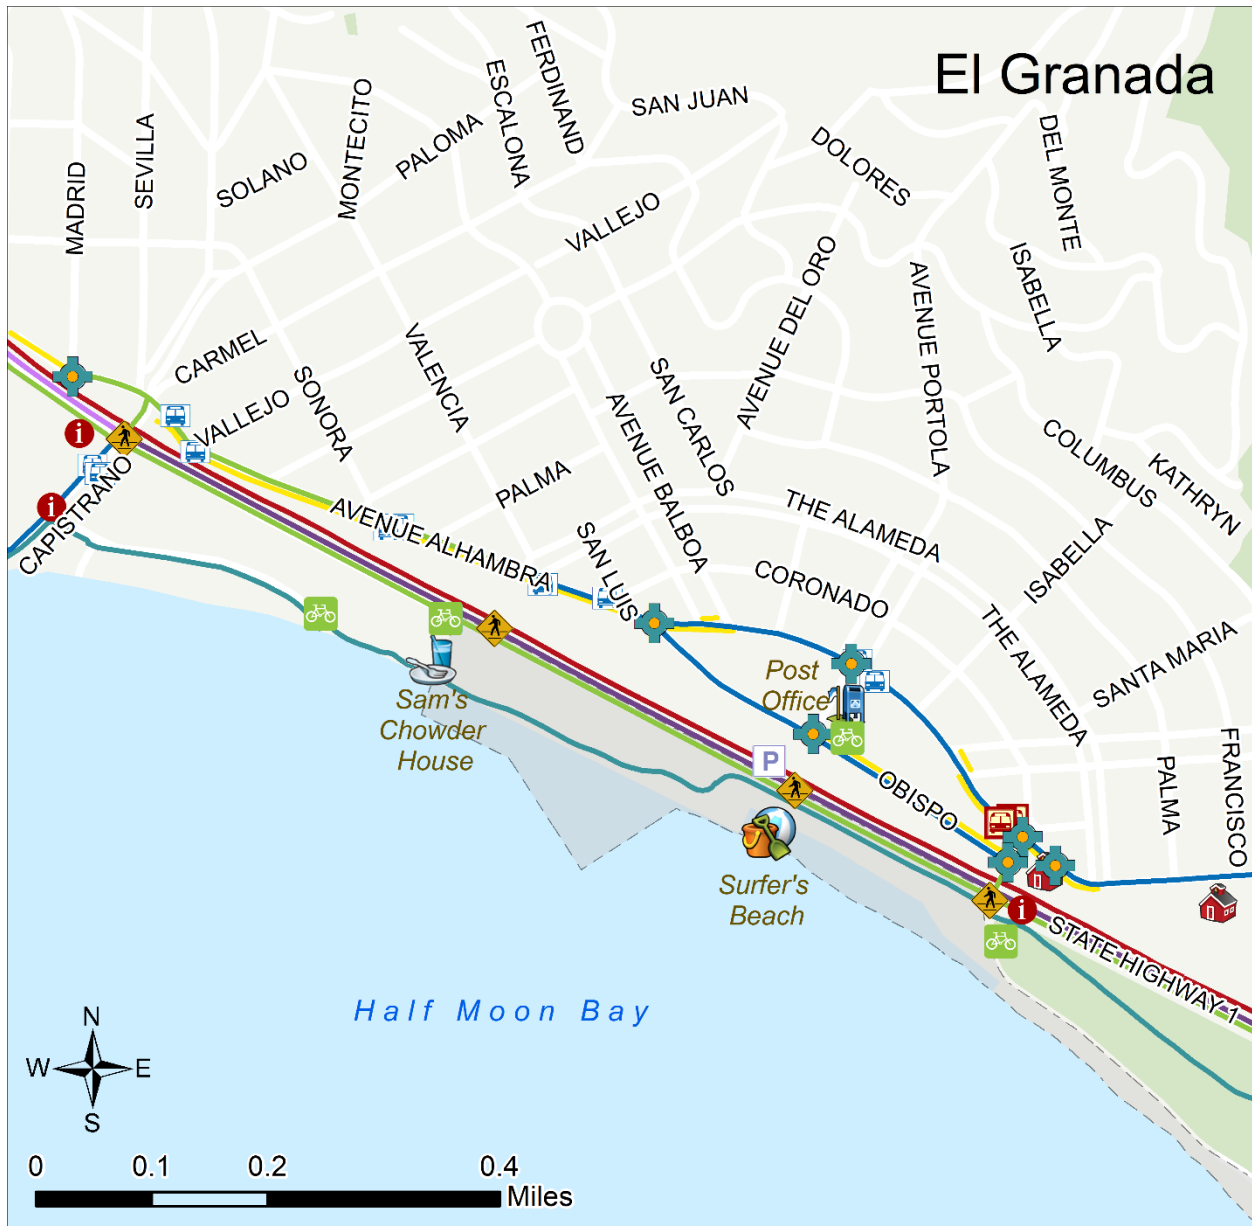 El Granada
FERDINAND
ESCALONA
SAN JUAN
MONTECITO
PALOMA
SEVILLA
SOLANO
MADRID
DOLORES
DEL MONTE
VALLEJO
AVENUE DEL ORO
ISABELLA
AVENUE PORTOLA
CARMEL
VALLEJO
SONORA
VALENCIA
SAN CARLOS
AVENUE BALBOA
COLUMBUS
KATHRYN
PALMA
THE ALAMEDA
ISABELLA
CAPISTRANO
AVENUE ALHAMBRA
SAN LUIS
CORONADO
THE ALAMEDA
SANTA MARIA
i
i
Post
Office
Sam's
Chowder
House
P
OBISPO
PALMA
FRANCISCO
Surfer's
Beach
i
STATE HIGHWAY 1
Half Moon Bay
N
W E
S
0 0.1 0.2 0.4
Miles